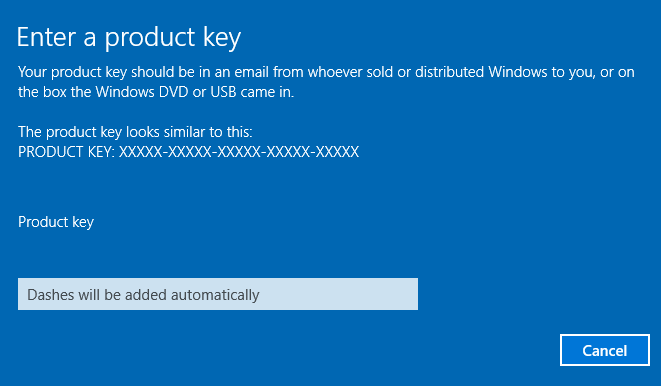 Enter a product key
Your product key should be in an email from whoever sold or distributed Windows to you, or on
the box the Windows DVD or USB came in.
The product key looks similar to this:
PRODUCT KEY: XXXXX-XXXXX-XXXXX-XXXXX-XXXXX
Product key
Dashes will be added automatically
Cancel